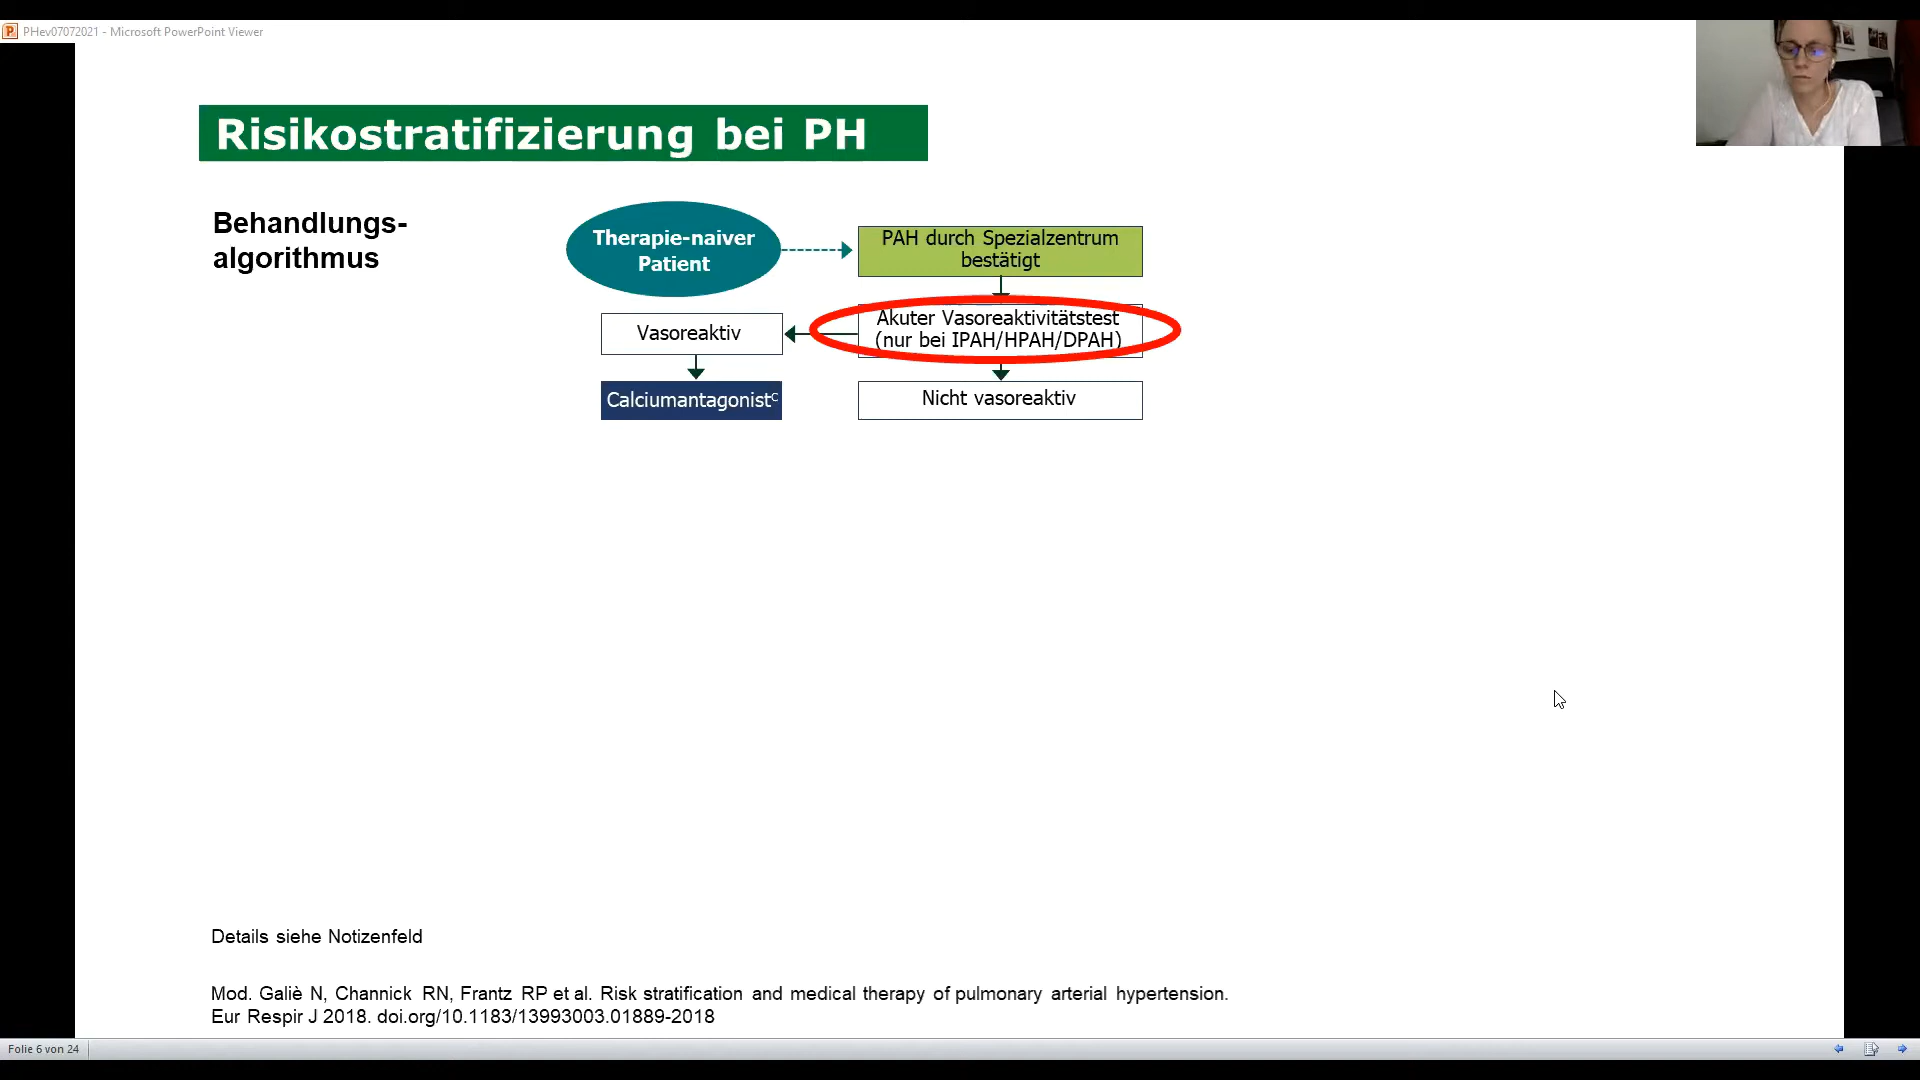 PHev07072021 - Microsoft PowerPoint Viewer
Risikostratifizierung bei PH
Behandlungs-
algorithmus
Therapie-naiver
Patient
PAH durch Spezialzentrum
bestätigt
Akuter Vasoreaktivitätstest
(nur bei IPAH/HPAH/DPAH)
Vasoreaktiv
Calciumantagonistᶜ
Nicht vasoreaktiv
Details siehe Notizenfeld
Mod. Galiè N, Channick RN, Frantz RP et al. Risk stratification and medical therapy of pulmonary arterial hypertension.
Eur Respir J 2018. doi.org/10.1183/13993003.01889-2018
Folie 6 von 24